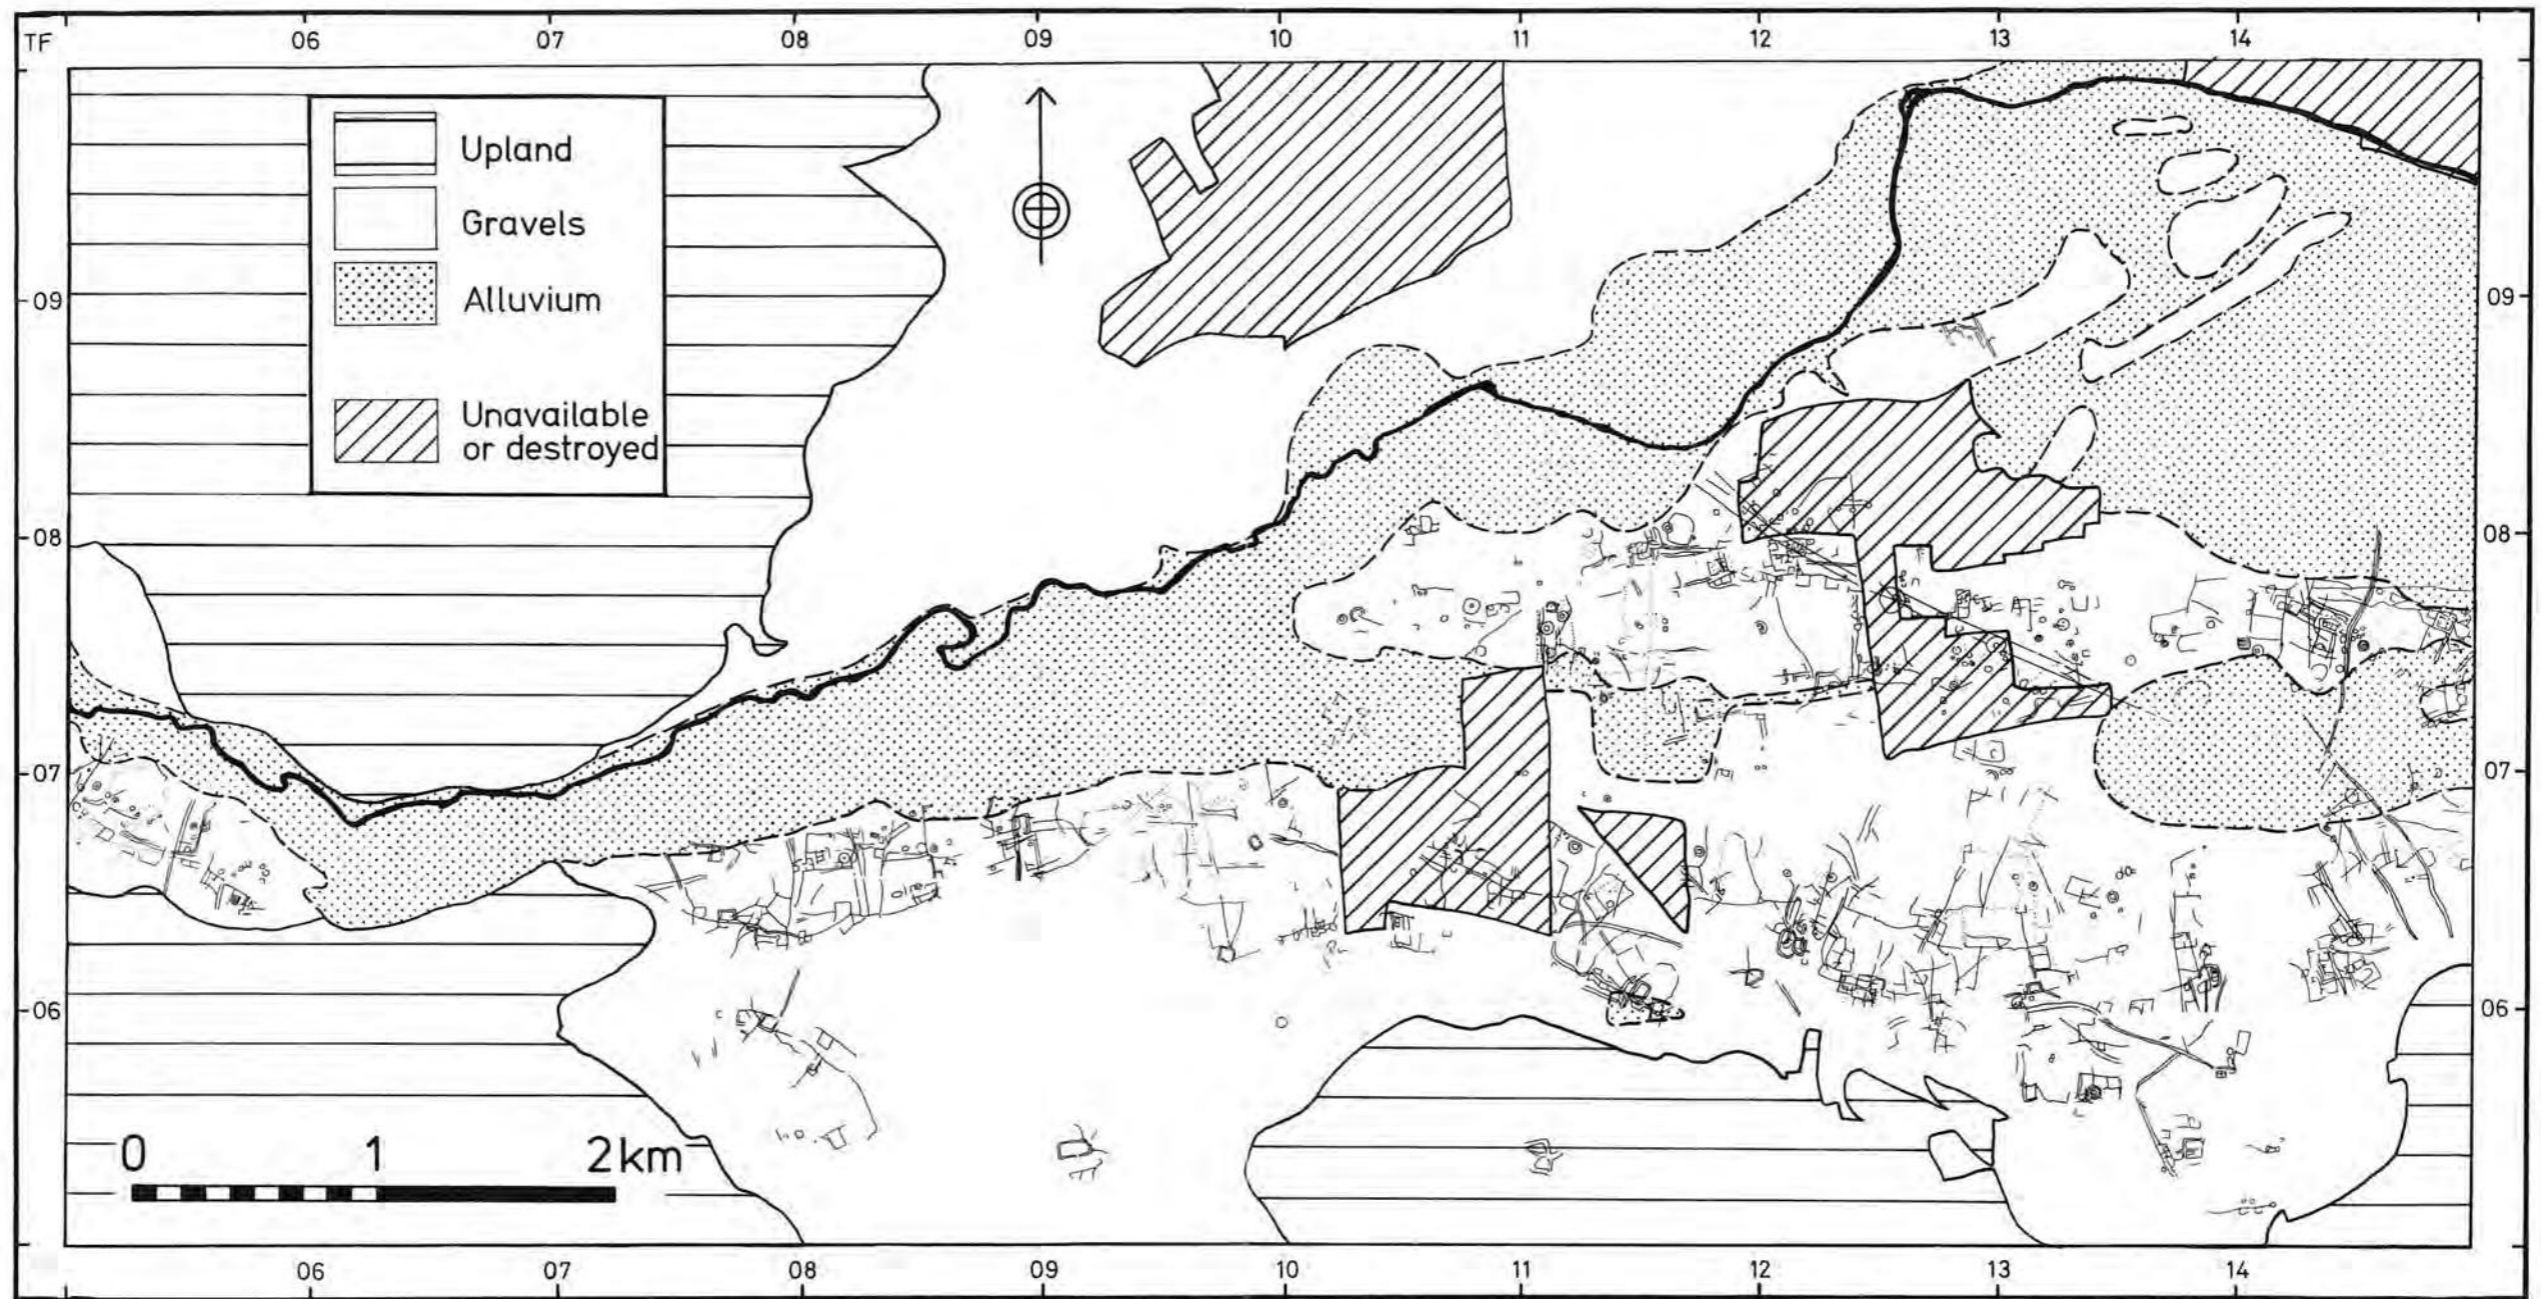 TF 06 07 08 09 10 11 12 13 14
Upland
Gravels
Alluvium
Unavailable
or destroyed
09 09
08 08
07 07
06 06
0 1 2km
06 07 08 09 10 11 12 13 14